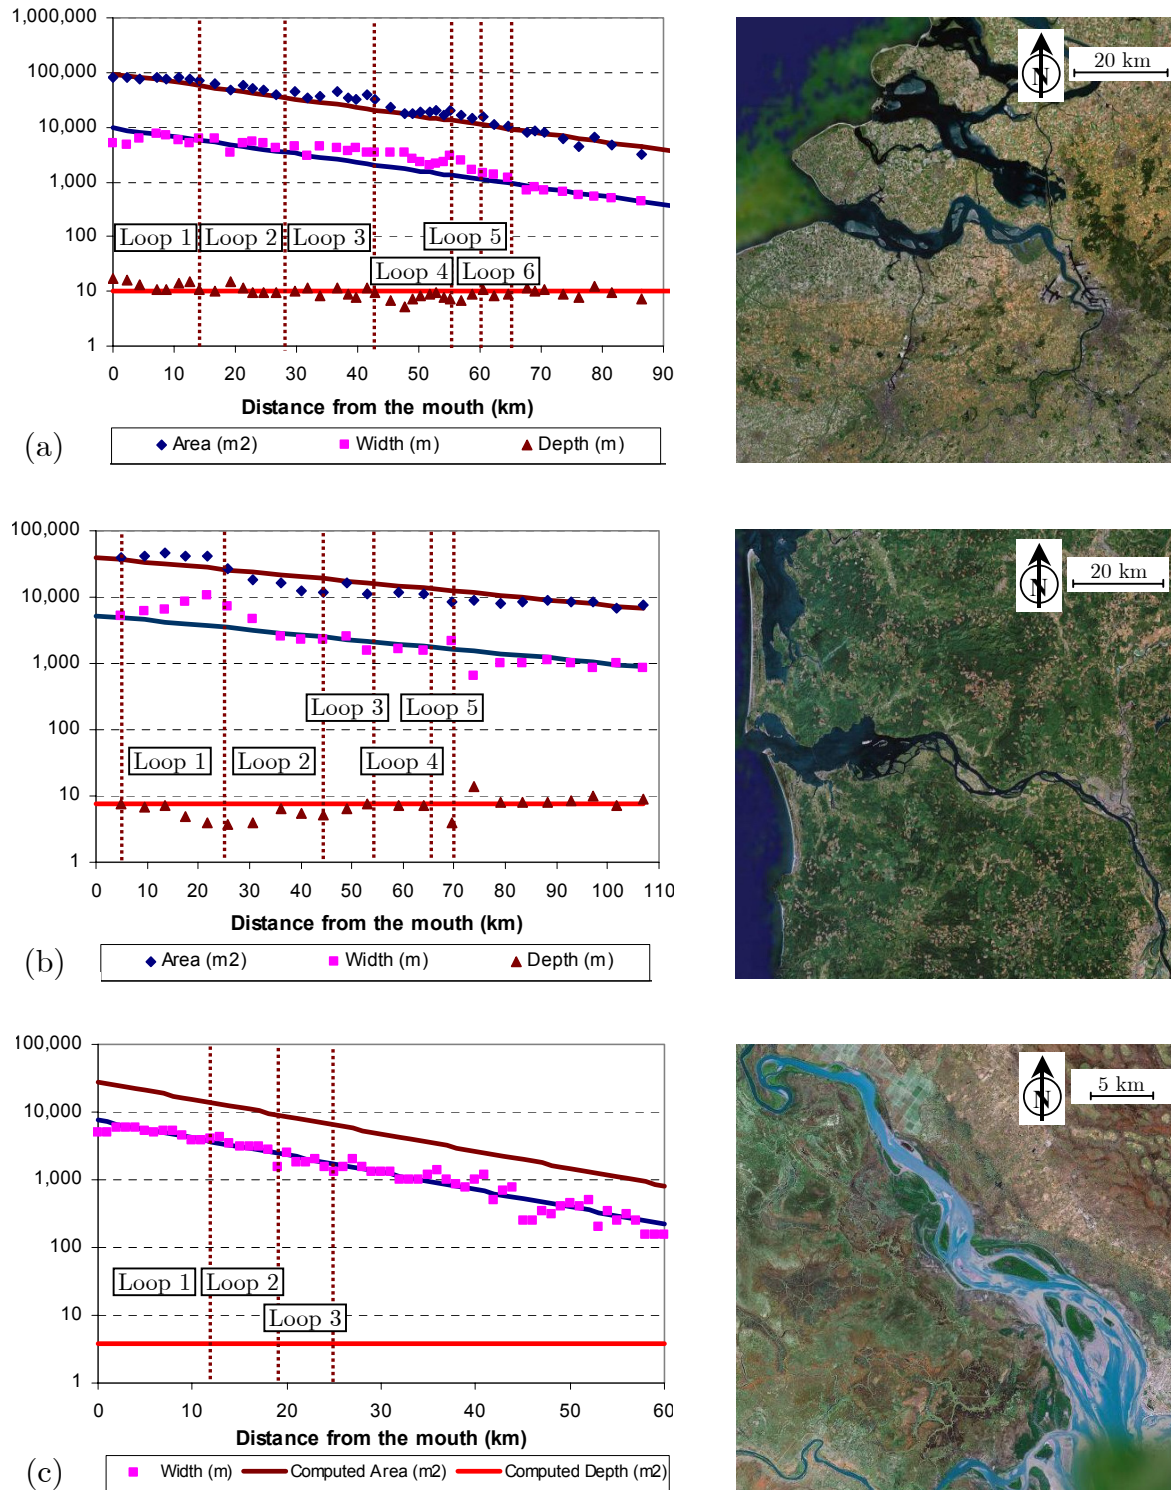 1,000,000
100,000
10,000
1,000
100
10
1
Loop 1
Loop 2
Loop 3
Loop 4
Loop 5
Loop 6
0 10 20 30 40 50 60 70 80 90
Distance from the mouth (km)
(a)
Area (m2) Width (m) Depth (m)
N
20 km
100,000
10,000
1,000
100
10
1
Loop 1
Loop 2
Loop 3
Loop 4
Loop 5
0 10 20 30 40 50 60 70 80 90 100 110
Distance from the mouth (km)
(b)
Area (m2) Width (m) Depth (m)
N
20 km
100,000
10,000
1,000
100
10
1
Loop 1
Loop 2
Loop 3
0 10 20 30 40 50 60
Distance from the mouth (km)
(c)
Width (m) Computed Area (m2) Computed Depth (m2)
N
5 km